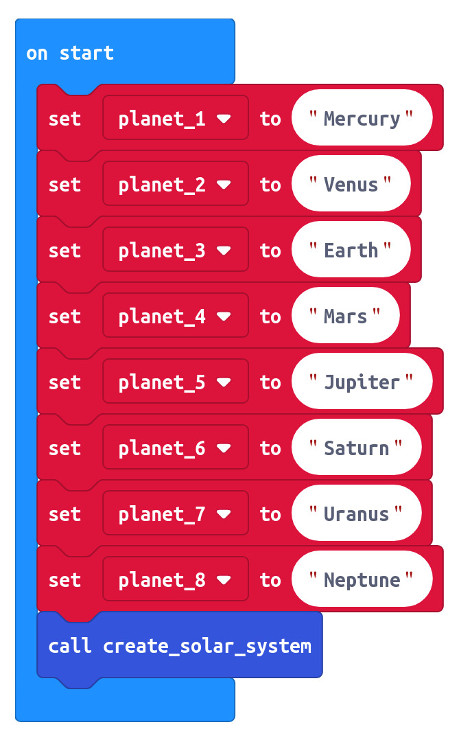 on start
set planet_1 to "Mercury"
set planet_2 to "Venus"
set planet_3 to "Earth"
set planet_4 to "Mars"
set planet_5 to "Jupiter"
set planet_6 to "Saturn"
set planet_7 to "Uranus"
set planet_8 to "Neptune"
call create_solar_system